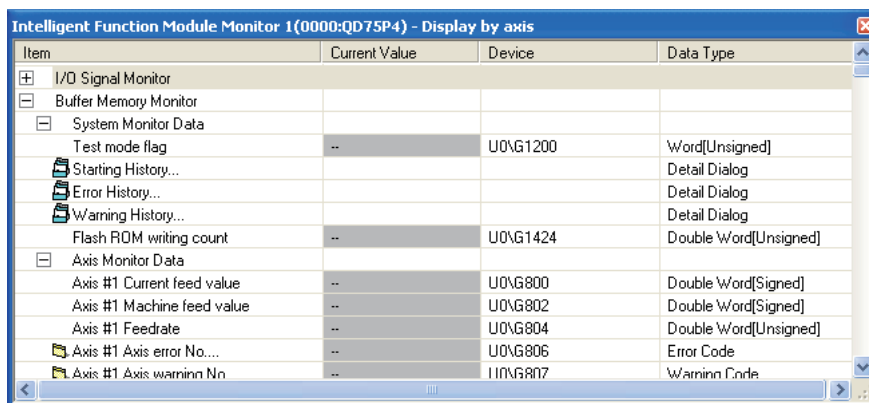 Intelligent Function Module Monitor 1(0000:QD75P4) - Display by axis
Item Current Value Device Data Type
I/O Signal Monitor
Buffer Memory Monitor
System Monitor Data
Test mode flag -- U0\G1200 Word[Unsigned]
Starting History... Detail Dialog
Error History... Detail Dialog
Warning History... Detail Dialog
Flash ROM writing count -- U0\G1424 Double Word[Unsigned]
Axis Monitor Data
Axis #1 Current feed value -- U0\G800 Double Word[Signed]
Axis #1 Machine feed value -- U0\G802 Double Word[Signed]
Axis #1 Feedrate -- U0\G804 Double Word[Unsigned]
Axis #1 Axis error No.... -- U0\G806 Error Code
Axis #1 Axis warning No -- U0\G807 Warning Code